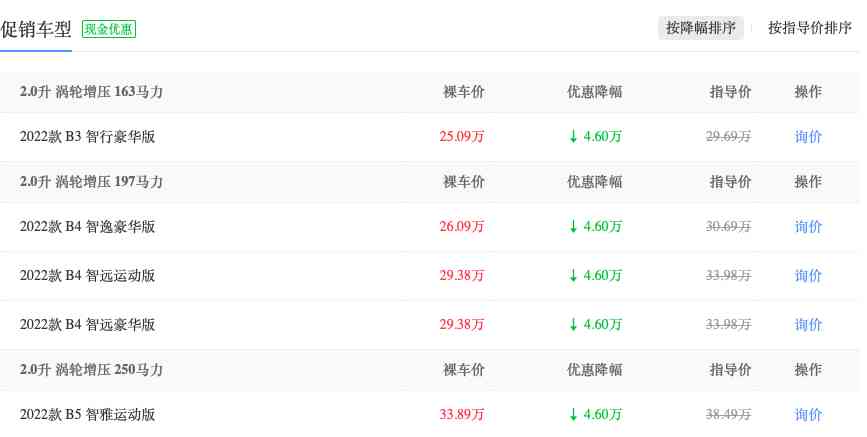 促销车型 现金优惠 按降幅排序 按指导价排序
2.0升 涡轮增压 163马力 裸车价 优惠降幅 指导价 操作
2022款 B3 智行豪华版 25.09万 ↓ 4.60万 29.69万 询价
2.0升 涡轮增压 197马力 裸车价 优惠降幅 指导价 操作
2022款 B4 智逸豪华版 26.09万 ↓ 4.60万 30.69万 询价
2022款 B4 智远运动版 29.38万 ↓ 4.60万 33.98万 询价
2022款 B4 智远豪华版 29.38万 ↓ 4.60万 33.98万 询价
2.0升 涡轮增压 250马力 裸车价 优惠降幅 指导价 操作
2022款 B5 智雅运动版 33.89万 ↓ 4.60万 38.49万 询价